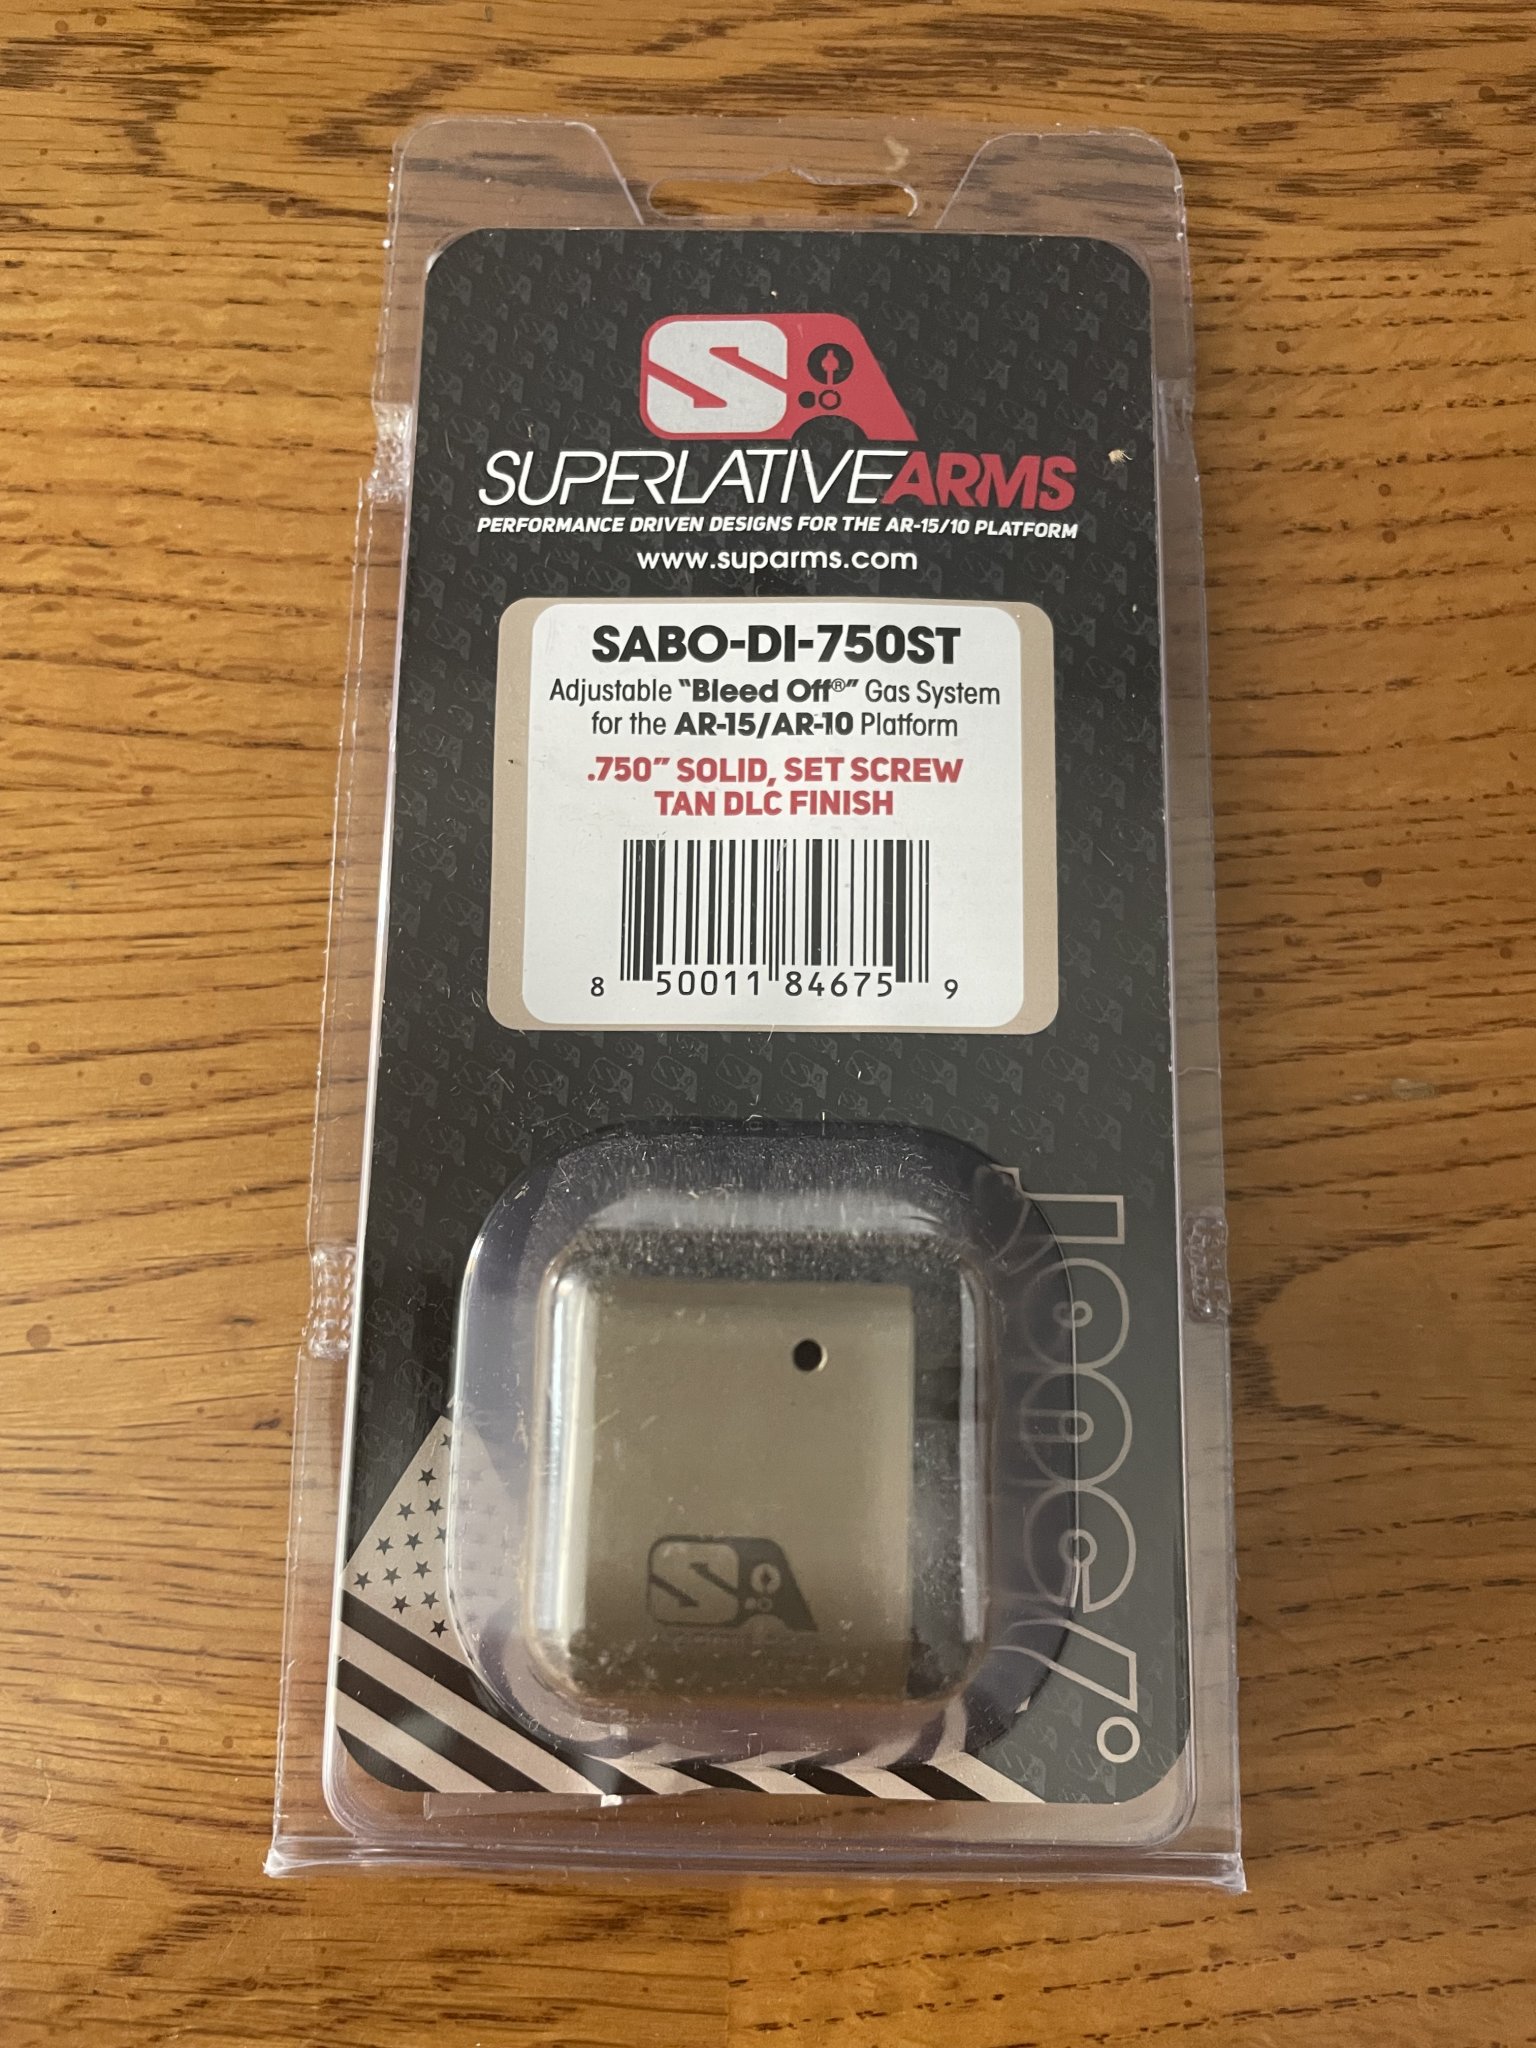 SA
SUPERLATIVEARMS
PERFORMANCE DRIVEN DESIGNS FOR THE AR-15/10 PLATFORM
www.suparms.com
SABO-DI-750ST
Adjustable "Bleed Off®" Gas System
for the AR-15/AR-10 Platform
.750" SOLID, SET SCREW
TAN DLC FINISH
8 50011 84675 9
SA